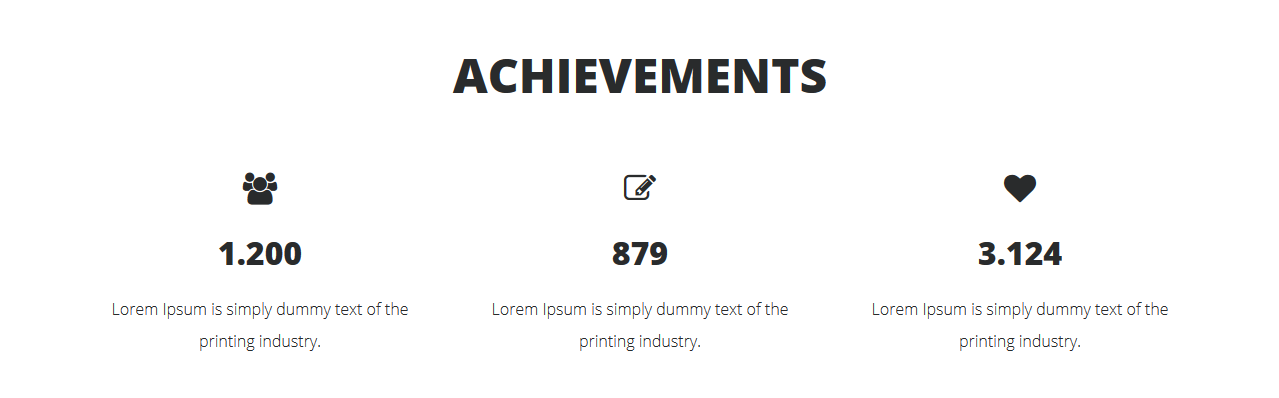 ACHIEVEMENTS
1.200
879
3.124
Lorem Ipsum is simply dummy text of the
printing industry.
Lorem Ipsum is simply dummy text of the
printing industry.
Lorem Ipsum is simply dummy text of the
printing industry.